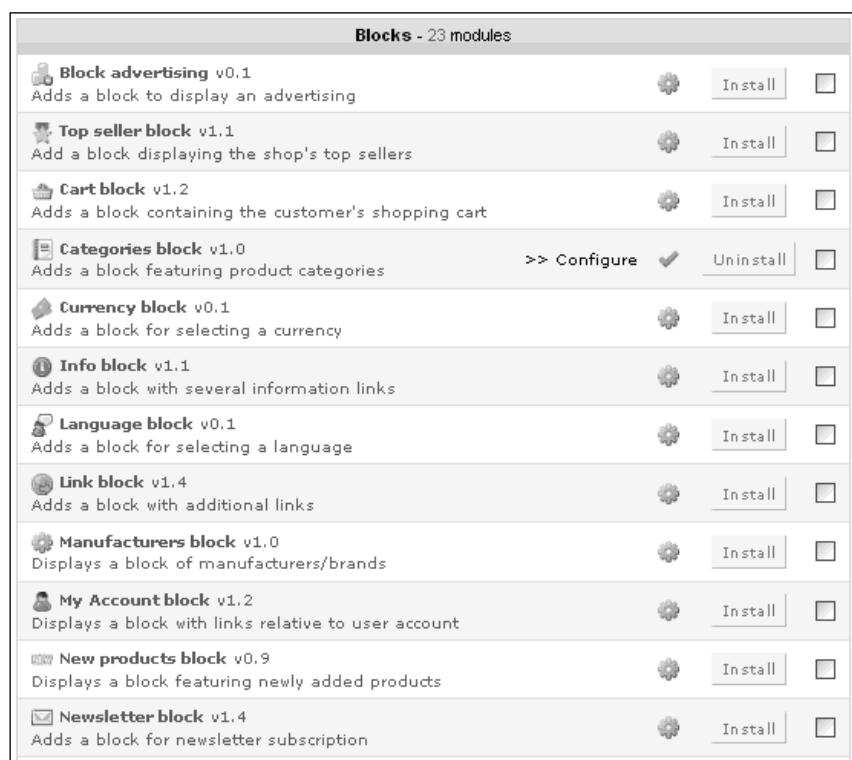 Blocks - 23 modules
Block advertising v0.1
Adds a block to display an advertising
Install
Top seller block v1.1
Add a block displaying the shop's top sellers
Install
Cart block v1.2
Adds a block containing the customer's shopping cart
Install
Categories block v1.0
Adds a block featuring product categories
>> Configure
Uninstall
Currency block v0.1
Adds a block for selecting a currency
Install
Info block v1.1
Adds a block with several information links
Install
Language block v0.1
Adds a block for selecting a language
Install
Link block v1.4
Adds a block with additional links
Install
Manufacturers block v1.0
Displays a block of manufacturers/brands
Install
My Account block v1.2
Displays a block with links relative to user account
Install
New products block v0.9
Displays a block featuring newly added products
Install
Newsletter block v1.4
Adds a block for newsletter subscription
Install